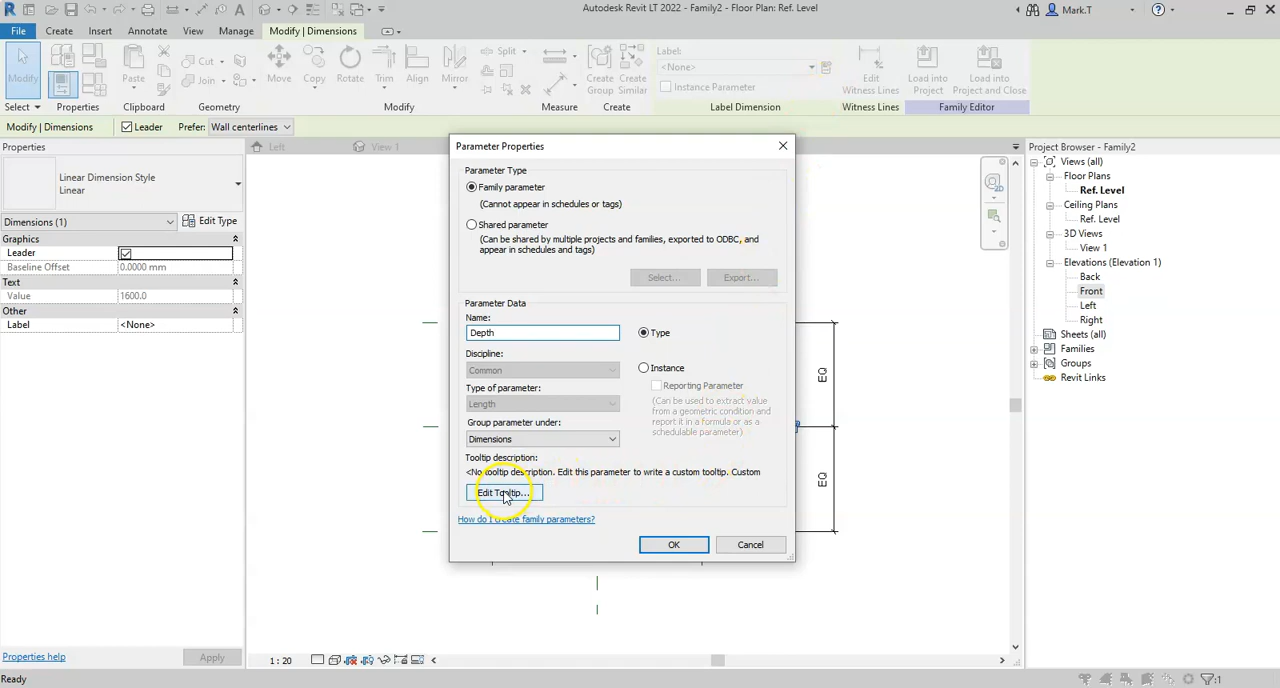 Autodesk Revit LT 2022 - Family2 - Floor Plan: Ref. Level
Mark.T
File Create Insert Annotate View Manage Modify | Dimensions
Modify
Paste
Cut
Join
Move Copy Rotate Trim Align Mirror
Split
Create Group
Create Similar
Label:
<None>
Instance Parameter
Edit Witness Lines
Load into Project
Load into Project and Close
Select Properties Clipboard Geometry Modify Measure Create Label Dimension Witness Lines Family Editor
Modify | Dimensions Leader Prefer: Wall centerlines
Properties
Linear Dimension Style
Linear
Dimensions (1) Edit Type
Graphics
Leader
Baseline Offset 0.0000 mm
Text
Value 1600.0
Other
Label <None>
Properties help Apply
Left View 1
Parameter Properties
Parameter Type
Family parameter
(Cannot appear in schedules or tags)
Shared parameter
(Can be shared by multiple projects and families, exported to ODBC, and
appear in schedules and tags)
Select... Export...
Parameter Data
Name:
Depth
Type
Discipline:
Common
Instance
Reporting Parameter
(Can be used to extract value
from a geometric condition and
report it in a formula or as a
schedulable parameter)
Type of parameter:
Length
Group parameter under:
Dimensions
Tooltip description:
<No tooltip description. Edit this parameter to write a custom tooltip. Custom
Edit Tooltip...
How do I create family parameters?
OK Cancel
EQ
EQ
Project Browser - Family2
Views (all)
Floor Plans
Ref. Level
Ceiling Plans
Ref. Level
3D Views
View 1
Elevations (Elevation 1)
Back
Front
Left
Right
Sheets (all)
Families
Groups
Revit Links
1 : 20
Ready
:1